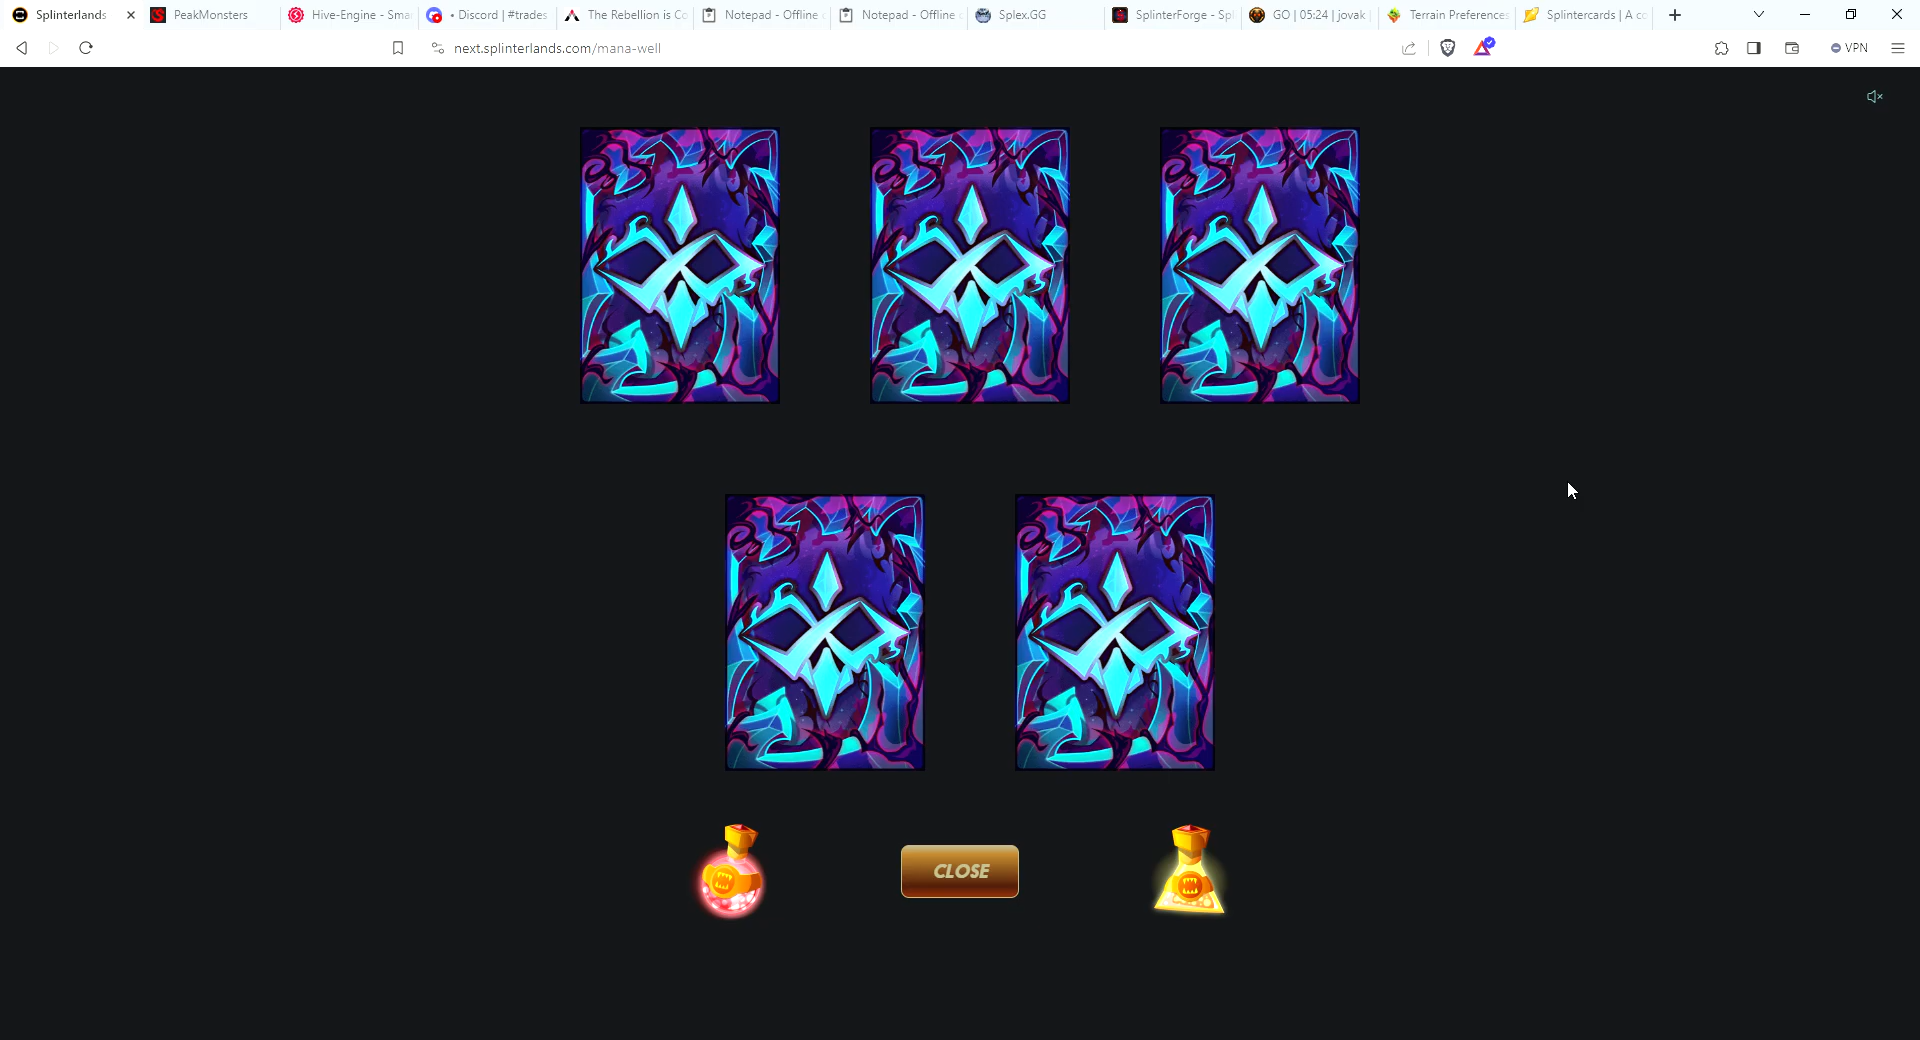 Splinterlands
PeakMonsters
Hive-Engine - Sma
• Discord | #trades
The Rebellion is Co
Notepad - Offline
Notepad - Offline
Splex.GG
SplinterForge - Spl
GO | 05:24 | jovak
Terrain Preferences
Splintercards | A co
next.splinterlands.com/mana-well
VPN
CLOSE